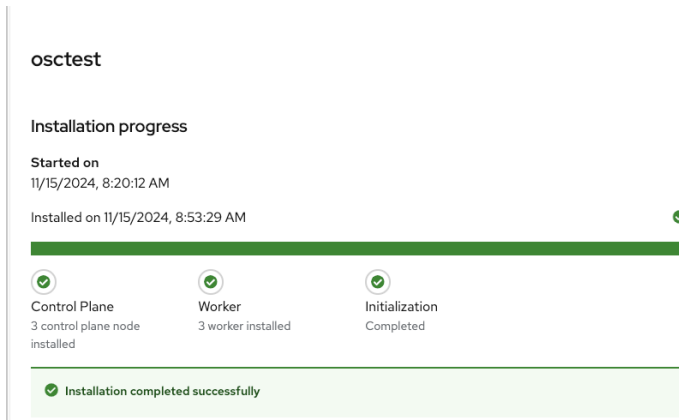 osctest
Installation progress
Started on
11/15/2024, 8:20:12 AM
Installed on 11/15/2024, 8:53:29 AM
Control Plane
3 control plane node
installed
Worker
3 worker installed
Initialization
Completed
Installation completed successfully